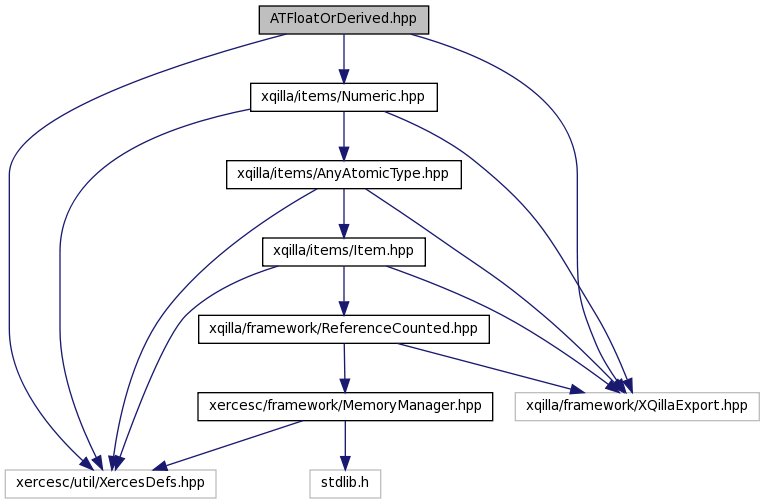 ATFloatOrDerived.hpp
xqilla/items/Numeric.hpp
xqilla/items/AnyAtomicType.hpp
xqilla/items/Item.hpp
xqilla/framework/ReferenceCounted.hpp
xercesc/framework/MemoryManager.hpp
xqilla/framework/XQillaExport.hpp
xercesc/util/XercesDefs.hpp
stdlib.h